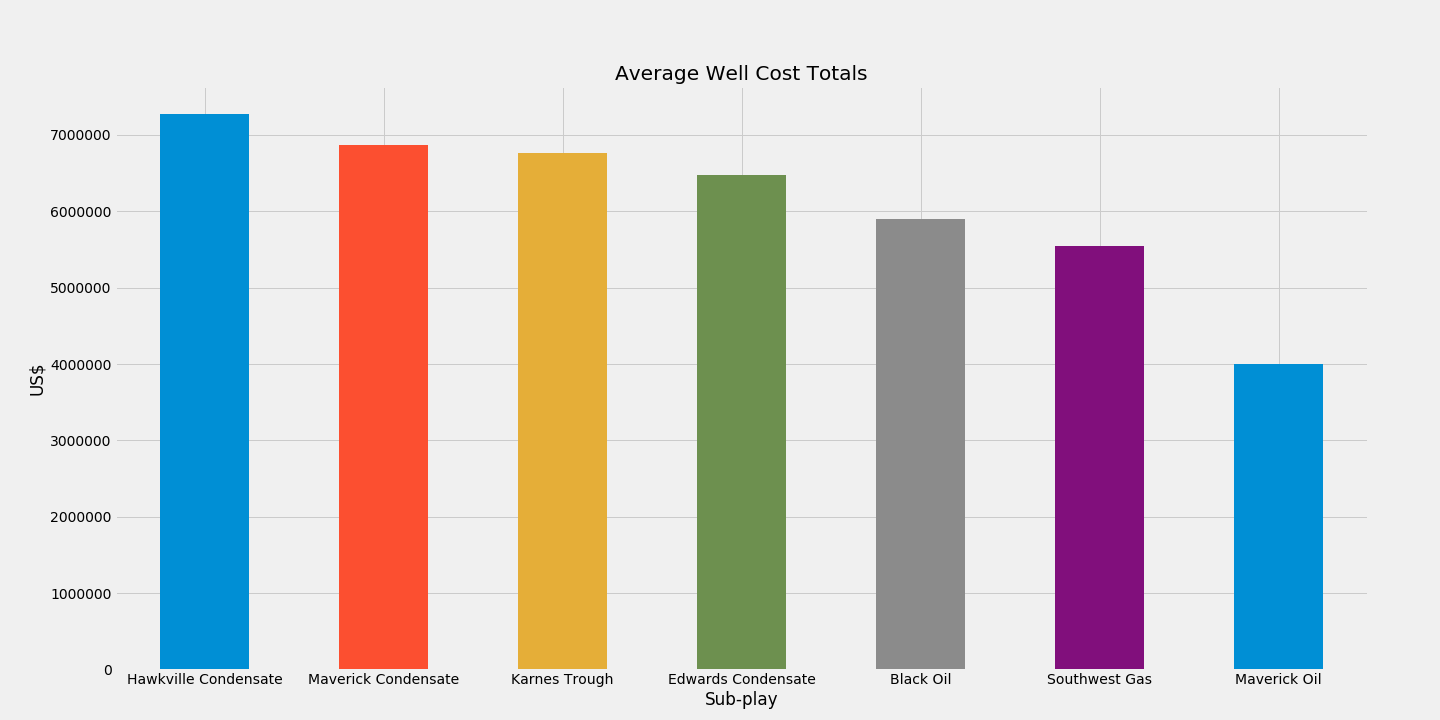 Average Well Cost Totals
7000000
6000000
5000000
4000000
3000000
2000000
1000000
0
US$
Hawkville Condensate
Maverick Condensate
Karnes Trough
Edwards Condensate
Black Oil
Southwest Gas
Maverick Oil
Sub-play